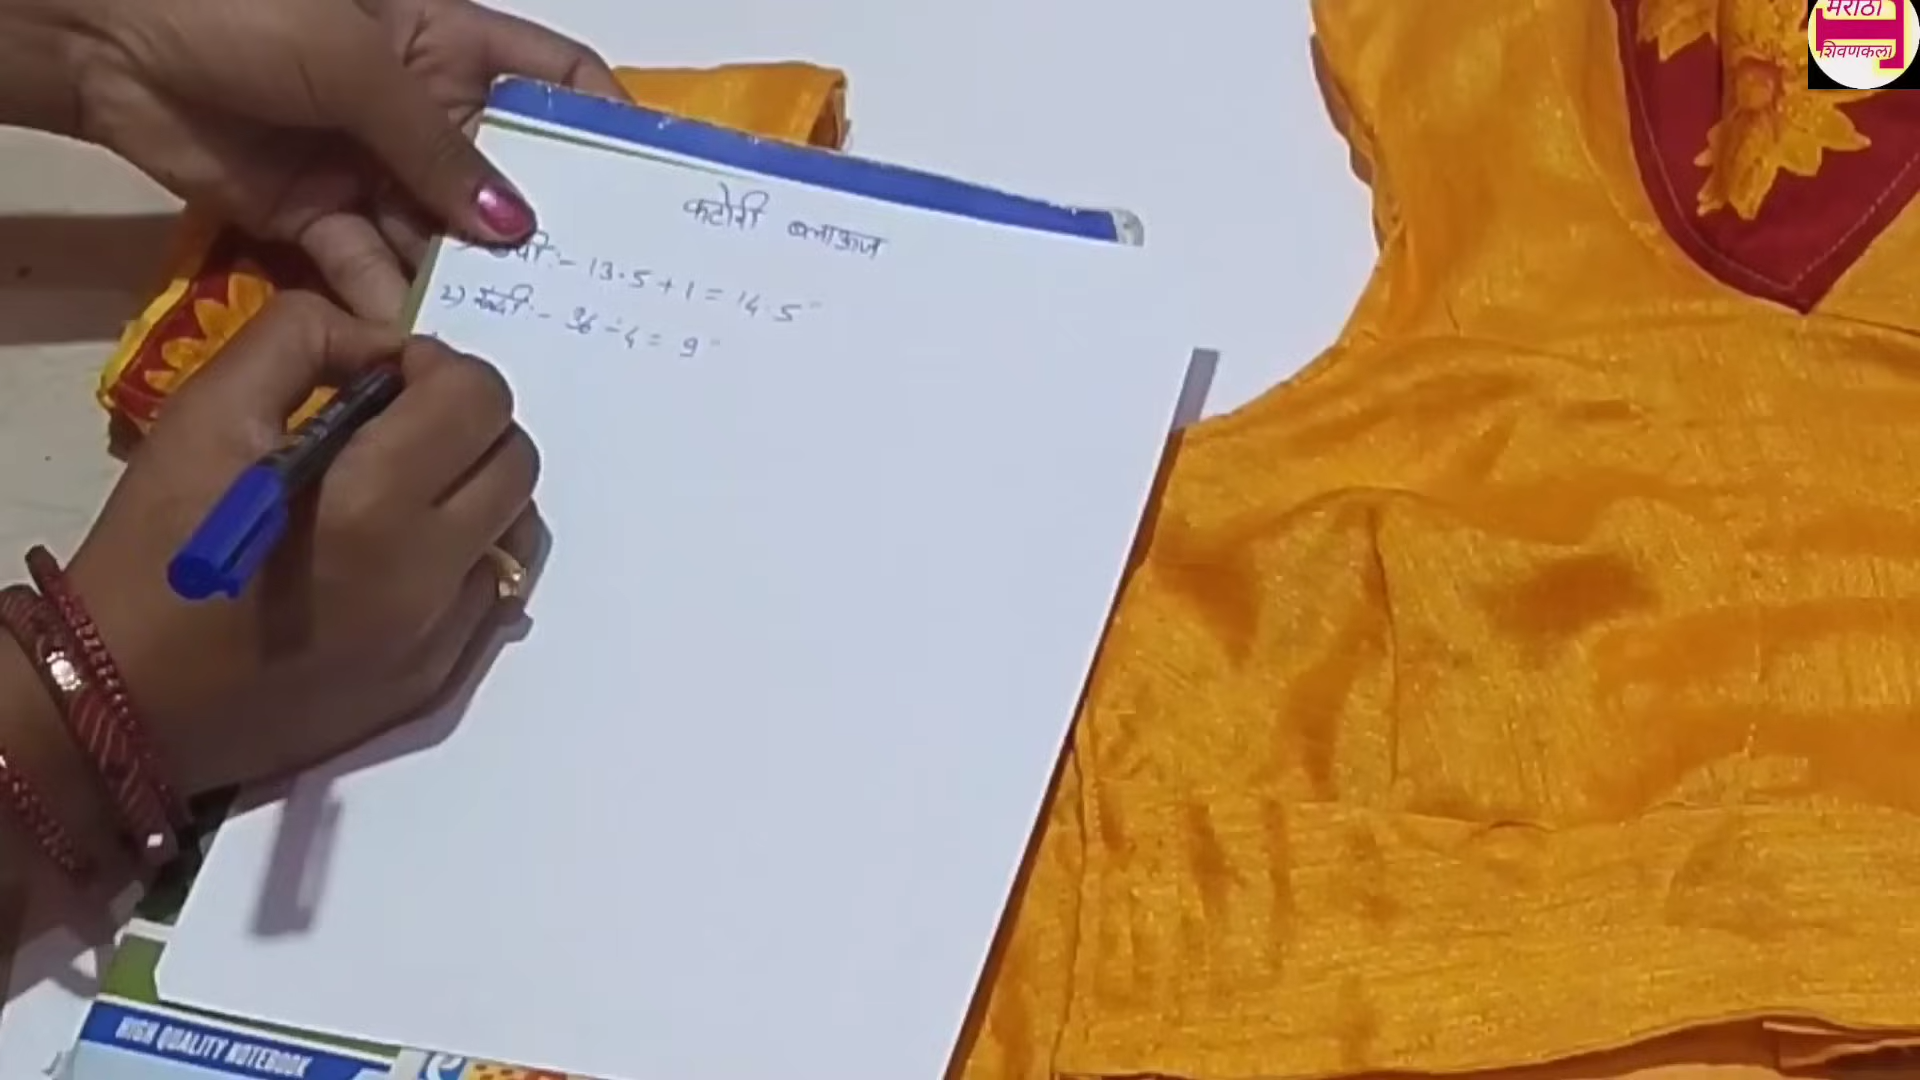 मराठी
शिवणकला
कटोरी ब्लाऊज
:- 13.5 + 1 = 14.5"
2) :- 36 ÷ 4 = 9"
HIGH QUALITY NOTEBOOK